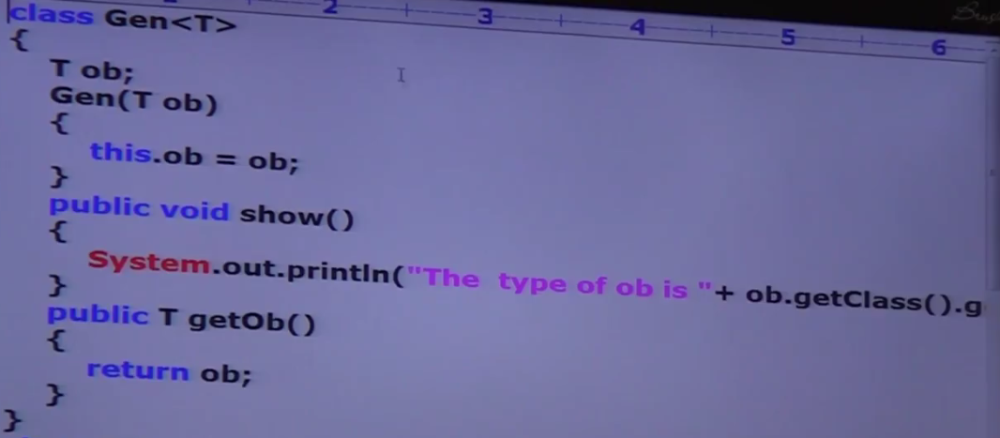 2 3 4 5 6
class Gen<T>
{
T ob;
Gen(T ob)
{
this.ob = ob;
}
public void show()
{
System.out.println("The  type of ob is "+ ob.getClass().g
}
public T getOb()
{
return ob;
}
}